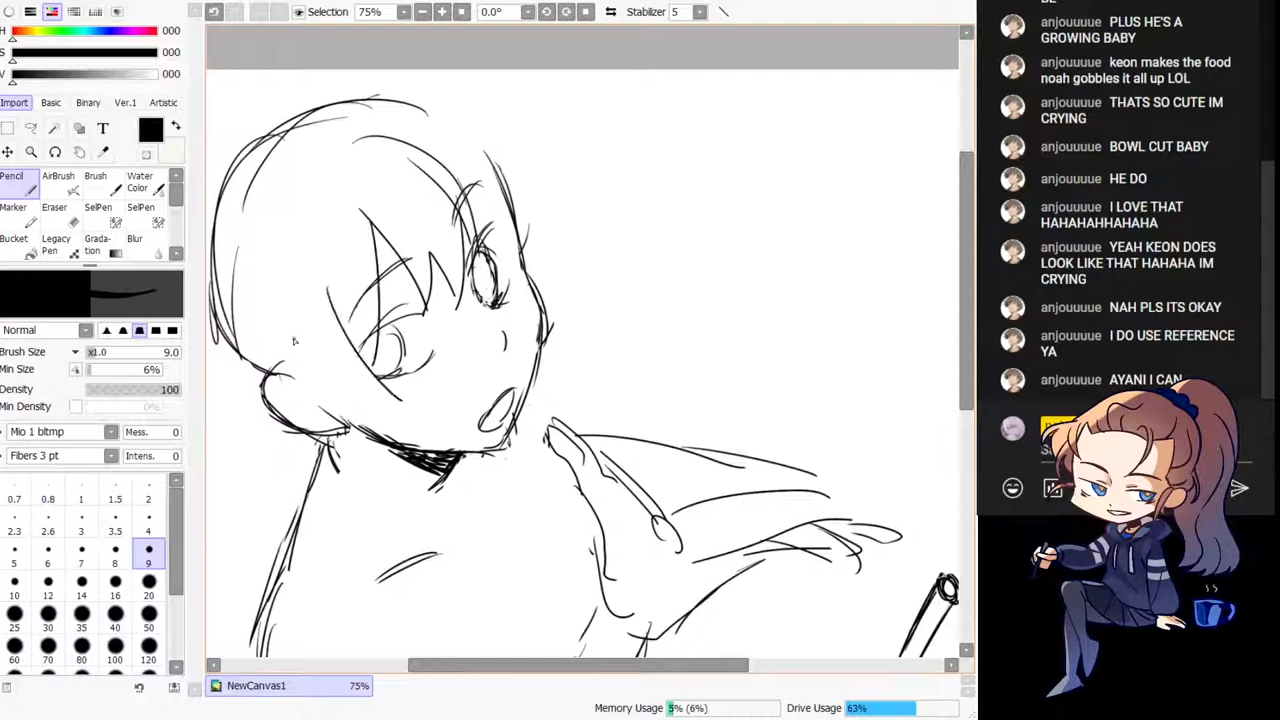 Selection 75% 0.0° Stabilizer 5
H 000
S 000
V 000
Import Basic Binary Ver.1 Artistic
T
Pencil AirBrush Brush Water Color
Marker Eraser SelPen SelPen
Bucket Legacy Pen Grada-tion Blur
Normal
Brush Size x1.0 9.0
Min Size 6%
Density 100
Min Density 0%
Mio 1 bltmp Mess. 0
Fibers 3 pt Intens. 0
0.7 0.8 1 1.5 2
2.3 2.6 3 3.5 4
5 6 7 8 9
10 12 14 16 20
25 30 35 40 50
60 70 80 100 120
NewCanvas1 75%
Memory Usage 5% (6%) Drive Usage 63%
anjouuuue PLUS HE'S A
GROWING BABY
anjouuuue keon makes the food
noah gobbles it all up LOL
anjouuuue THATS SO CUTE IM
CRYING
anjouuuue BOWL CUT BABY
anjouuuue HE DO
anjouuuue I LOVE THAT
HAHAHAHHAHAHA
anjouuuue YEAH KEON DOES
LOOK LIKE THAT HAHAHA IM
CRYING
anjouuuue NAH PLS ITS OKAY
anjouuuue I DO USE REFERENCE
YA
anjouuuue AYANI I CAN